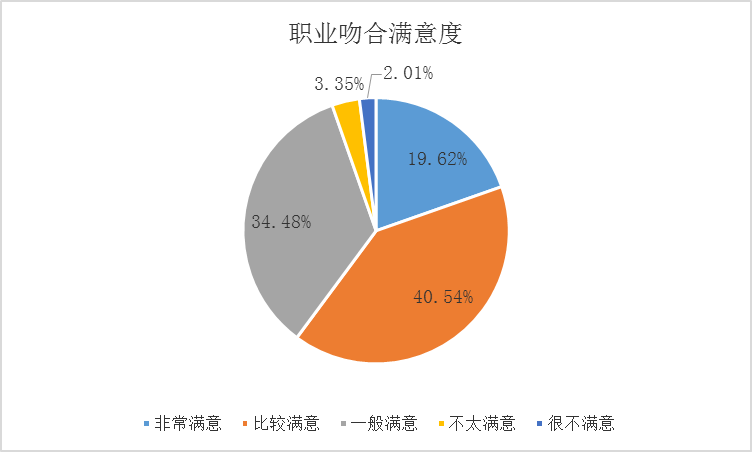 职业吻合满意度
2.01%
3.35%
19.62%
34.48%
40.54%
非常满意 比较满意 一般满意 不太满意 很不满意